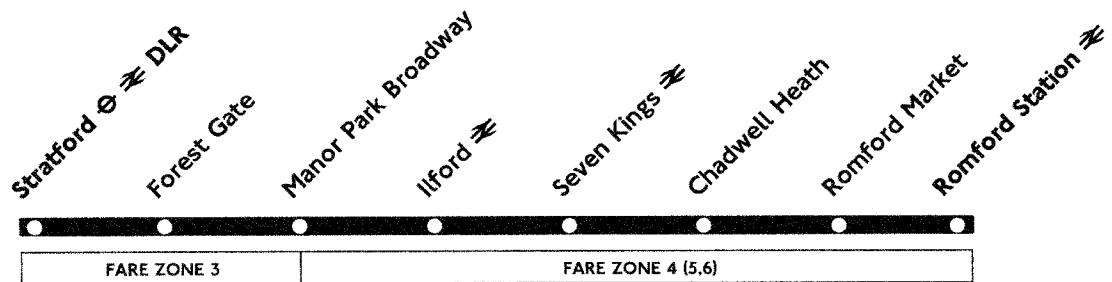 Stratford DLR
Forest Gate
Manor Park Broadway
Ilford
Seven Kings
Chadwell Heath
Romford Market
Romford Station
FARE ZONE 3
FARE ZONE 4 (5,6)